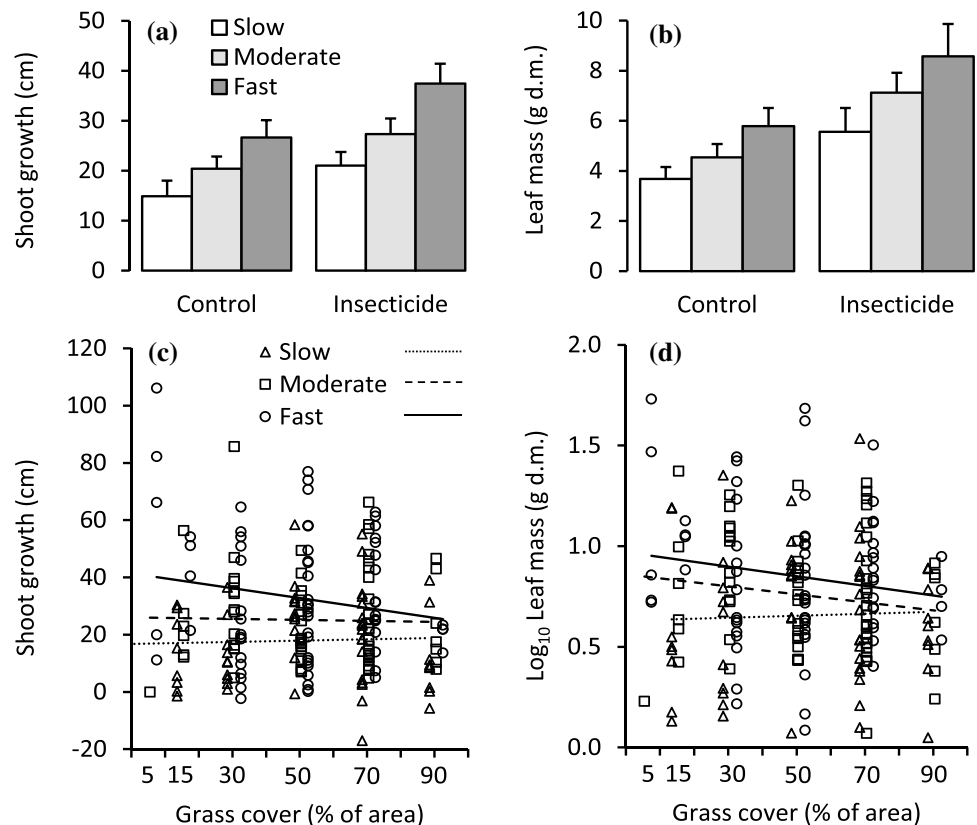 (a)
Slow
Moderate
Fast
50
40
30
20
10
0
Shoot growth (cm)
Control Insecticide
(b)
10
8
6
4
2
0
Leaf mass (g d.m.)
Control Insecticide
(c)
Slow
Moderate
Fast
120
100
80
60
40
20
0
-20
Shoot growth (cm)
5 15 30 50 70 90
Grass cover (% of area)
(d)
2.0
1.5
1.0
0.5
0.0
Log10 Leaf mass (g d.m.)
5 15 30 50 70 90
Grass cover (% of area)